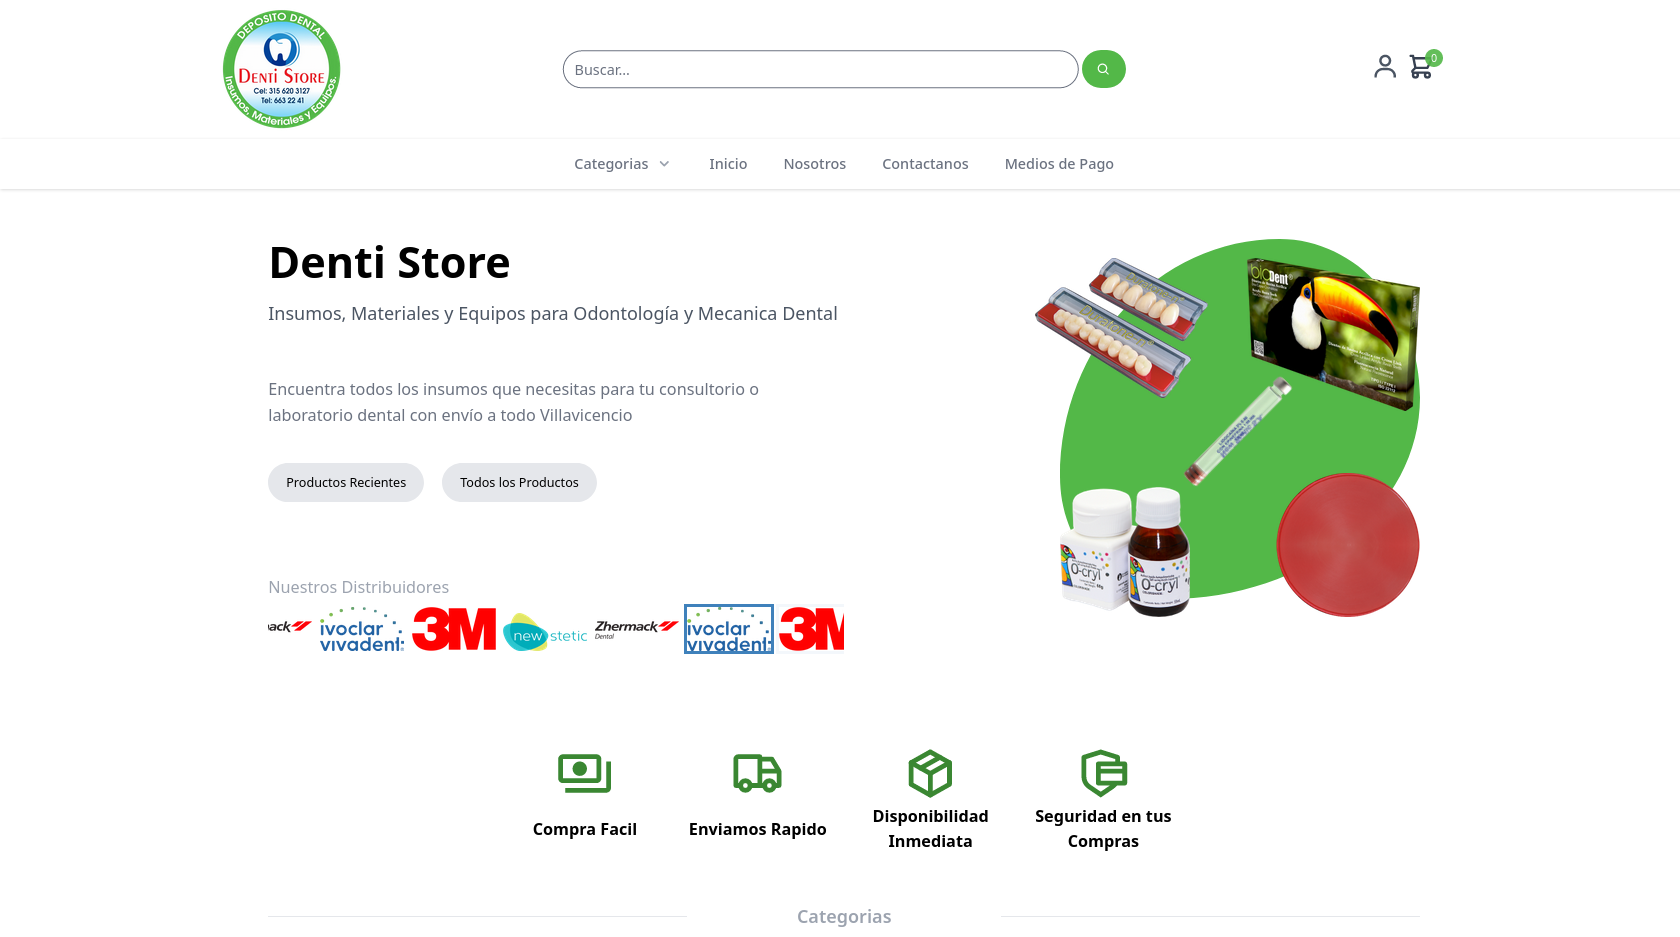 DEPOSITO DENTAL
DENTI STORE
Cel: 315 620 3127
Tel: 663 22 41
Insumos, Materiales y Equipos.
Buscar...
0
Categorias
Inicio
Nosotros
Contactanos
Medios de Pago
Denti Store
Insumos, Materiales y Equipos para Odontología y Mecanica Dental
Encuentra todos los insumos que necesitas para tu consultorio o
laboratorio dental con envío a todo Villavicencio
Productos Recientes
Todos los Productos
bioDent
O-cryl
O-cryl
Nuestros Distribuidores
ivoclar
vivadent
3M
new stetic
Zhermack
Dental
ivoclar
vivadent
3M
Compra Facil
Enviamos Rapido
Disponibilidad
Inmediata
Seguridad en tus
Compras
Categorias